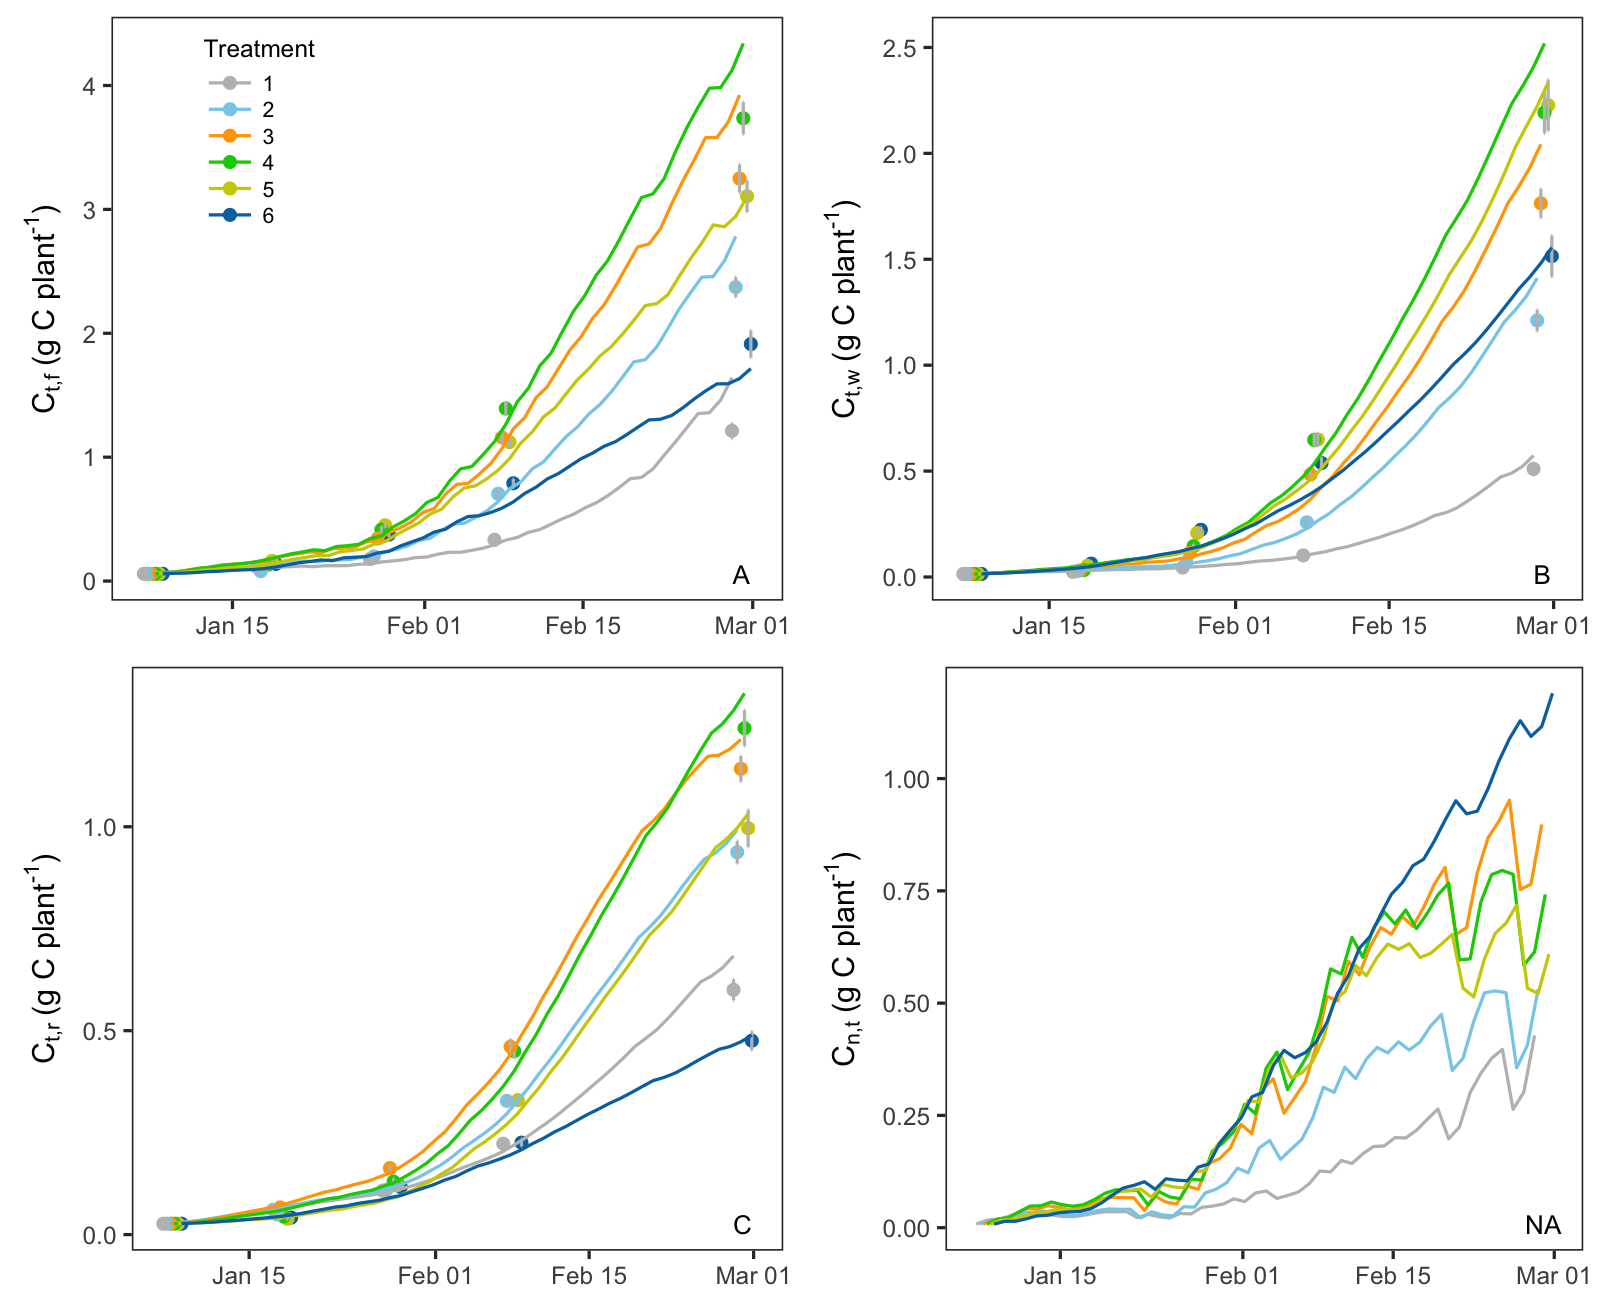 Treatment
1
2
3
4
5
6
4
3
2
1
0
C_{t,f} (g C plant^{-1})
Jan 15 Feb 01 Feb 15 Mar 01
A
2.5
2.0
1.5
1.0
0.5
0.0
C_{t,w} (g C plant^{-1})
Jan 15 Feb 01 Feb 15 Mar 01
B
1.0
0.5
0.0
C_{t,r} (g C plant^{-1})
Jan 15 Feb 01 Feb 15 Mar 01
C
1.00
0.75
0.50
0.25
0.00
C_{n,t} (g C plant^{-1})
Jan 15 Feb 01 Feb 15 Mar 01
NA